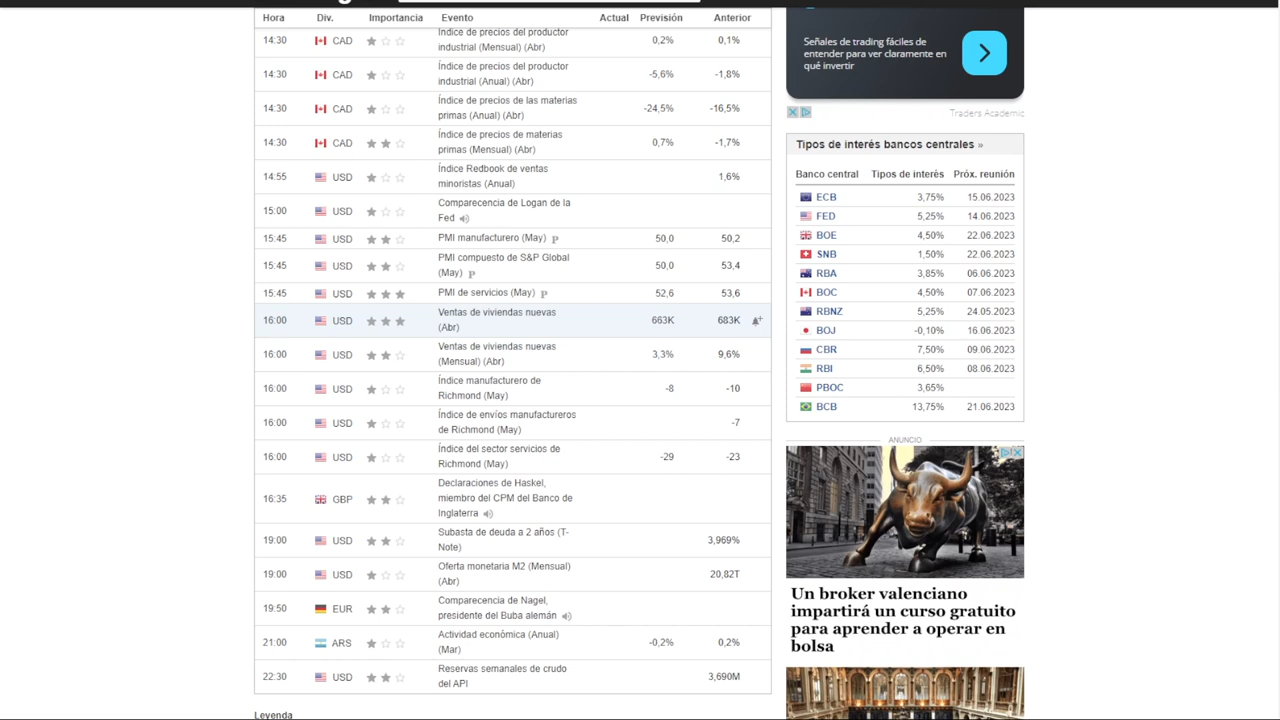 Hora Div. Importancia Evento Actual Previsión Anterior
14:30 CAD Índice de precios del productor industrial (Mensual) (Abr) 0,2% 0,1%
14:30 CAD Índice de precios del productor industrial (Anual) (Abr) -5,6% -1,8%
14:30 CAD Índice de precios de las materias primas (Anual) (Abr) -24,5% -16,5%
14:30 CAD Índice de precios de materias primas (Mensual) (Abr) 0,7% -1,7%
14:55 USD Índice Redbook de ventas minoristas (Anual) 1,6%
15:00 USD Comparecencia de Logan de la Fed
15:45 USD PMI manufacturero (May) P 50,0 50,2
15:45 USD PMI compuesto de S&P Global (May) P 50,0 53,4
15:45 USD PMI de servicios (May) P 52,6 53,6
16:00 USD Ventas de viviendas nuevas (Abr) 663K 683K
16:00 USD Ventas de viviendas nuevas (Mensual) (Abr) 3,3% 9,6%
16:00 USD Índice manufacturero de Richmond (May) -8 -10
16:00 USD Índice de envíos manufactureros de Richmond (May) -7
16:00 USD Índice del sector servicios de Richmond (May) -29 -23
16:35 GBP Declaraciones de Haskel, miembro del CPM del Banco de Inglaterra
19:00 USD Subasta de deuda a 2 años (T-Note) 3,969%
19:00 USD Oferta monetaria M2 (Mensual) (Abr) 20,82T
19:50 EUR Comparecencia de Nagel, presidente del Buba alemán
21:00 ARS Actividad económica (Anual) (Mar) -0,2% 0,2%
22:30 USD Reservas semanales de crudo del API 3,690M
Leyenda
Señales de trading fáciles de
entender para ver claramente en
qué invertir
Traders Academic
Tipos de interés bancos centrales »
Banco central Tipos de interés Próx. reunión
ECB 3,75% 15.06.2023
FED 5,25% 14.06.2023
BOE 4,50% 22.06.2023
SNB 1,50% 22.06.2023
RBA 3,85% 06.06.2023
BOC 4,50% 07.06.2023
RBNZ 5,25% 24.05.2023
BOJ -0,10% 16.06.2023
CBR 7,50% 09.06.2023
RBI 6,50% 08.06.2023
PBOC 3,65%
BCB 13,75% 21.06.2023
ANUNCIO
Un broker valenciano
impartirá un curso gratuito
para aprender a operar en
bolsa